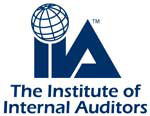 IIA
TM
The Institute of
Internal Auditors